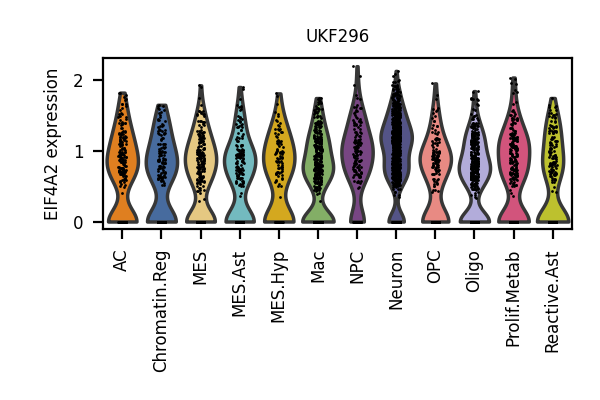 UKF296
EIF4A2 expression
2
1
0
AC
Chromatin.Reg
MES
MES.Ast
MES.Hyp
Mac
NPC
Neuron
OPC
Oligo
Prolif.Metab
Reactive.Ast